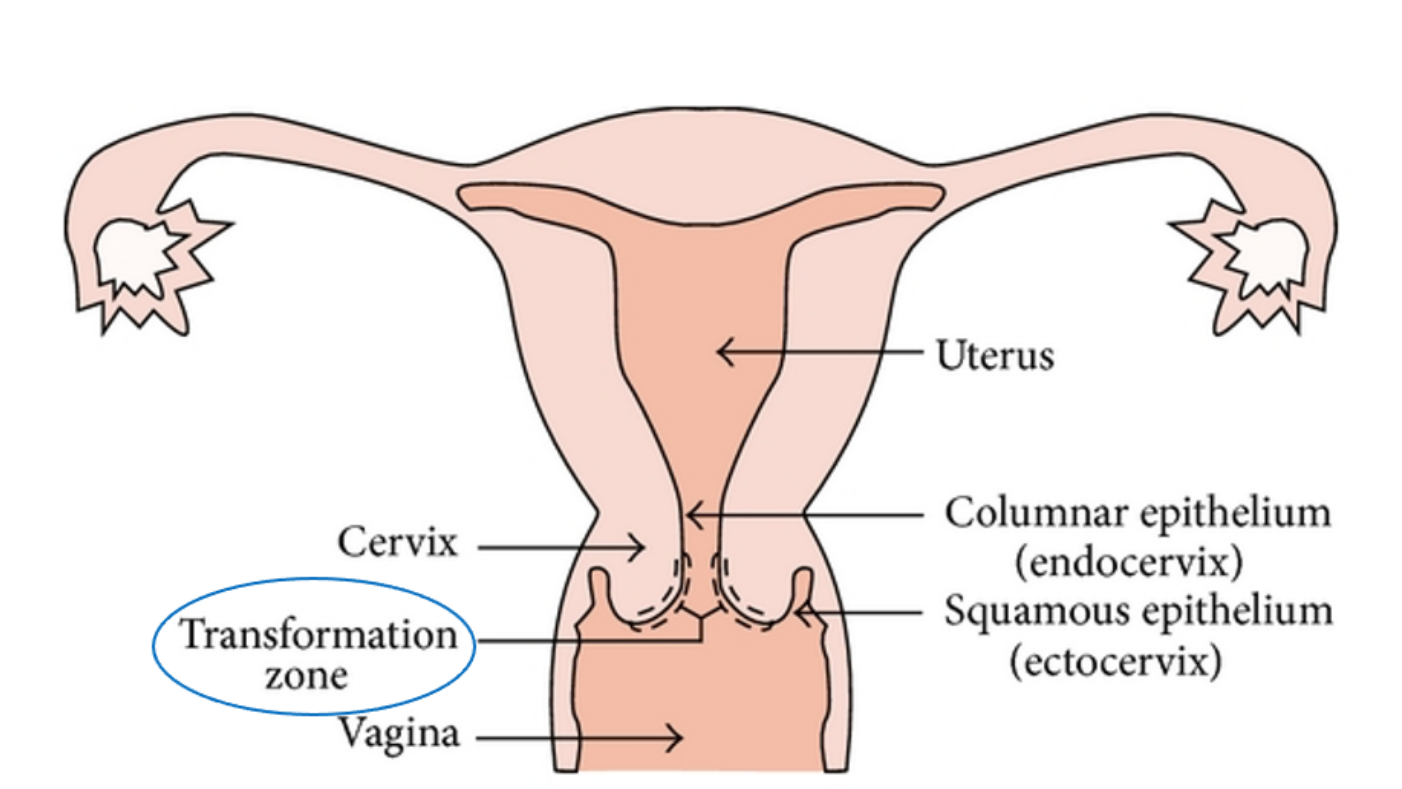 Uterus
Columnar epithelium
(endocervix)
Cervix
Squamous epithelium
(ectocervix)
Transformation
zone
Vagina